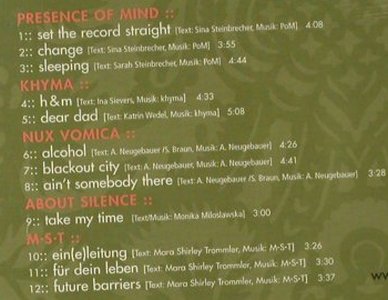 PRESENCE OF MIND ::
1:: set the record straight [Text: Sina Steinbrecher, Musik: PoM] 4:08
2:: change [Text: Sina Steinbrecher, Musik: PoM] 3:55
3:: sleeping [Text: Sarah Steinbrecher, Musik: PoM] 4:44
KHYMA ::
4:: h&m [Text: Ina Sievers, Musik: khyma] 4:33
5:: dear dad [Text: Katrin Wedel, Musik: khyma] 5:08
NUX VOMICA ::
6:: alcohol [Text: A. Neugebauer /S. Braun, Musik: A. Neugebauer] 4:26
7:: blackout city [Text: A. Neugebauer, Musik: A. Neugebauer] 4:41
8:: ain't somebody there [Text: A. Neugebauer /S. Braun, Musik: A. Neugebauer] 3:28
ABOUT SILENCE ::
9:: take my time [Text/Musik: Monika Miloslawska] 3:00
M-S-T ::
10:: ein(e)leitung [Text: Mara Shirley Trommler, Musik: M-S-T] 3:26
11:: für dein leben [Text: Mara Shirley Trommler, Musik: M-S-T] 3:30
12:: future barriers [Text: Mara Shirley Trommler, Musik: M-S-T] 3:37